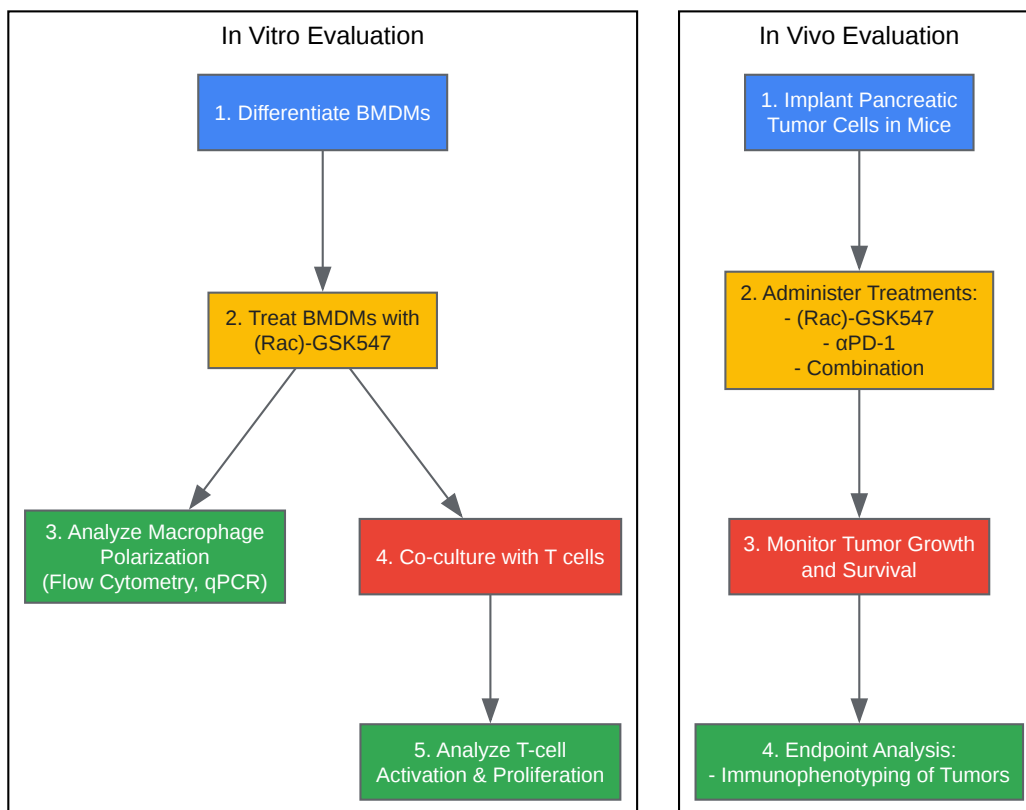 In Vitro Evaluation
1. Differentiate BMDMs
2. Treat BMDMs with
(Rac)-GSK547
3. Analyze Macrophage
Polarization
(Flow Cytometry, qPCR)
4. Co-culture with T cells
5. Analyze T-cell
Activation & Proliferation
In Vivo Evaluation
1. Implant Pancreatic
Tumor Cells in Mice
2. Administer Treatments:
- (Rac)-GSK547
- αPD-1
- Combination
3. Monitor Tumor Growth
and Survival
4. Endpoint Analysis:
- Immunophenotyping of Tumors